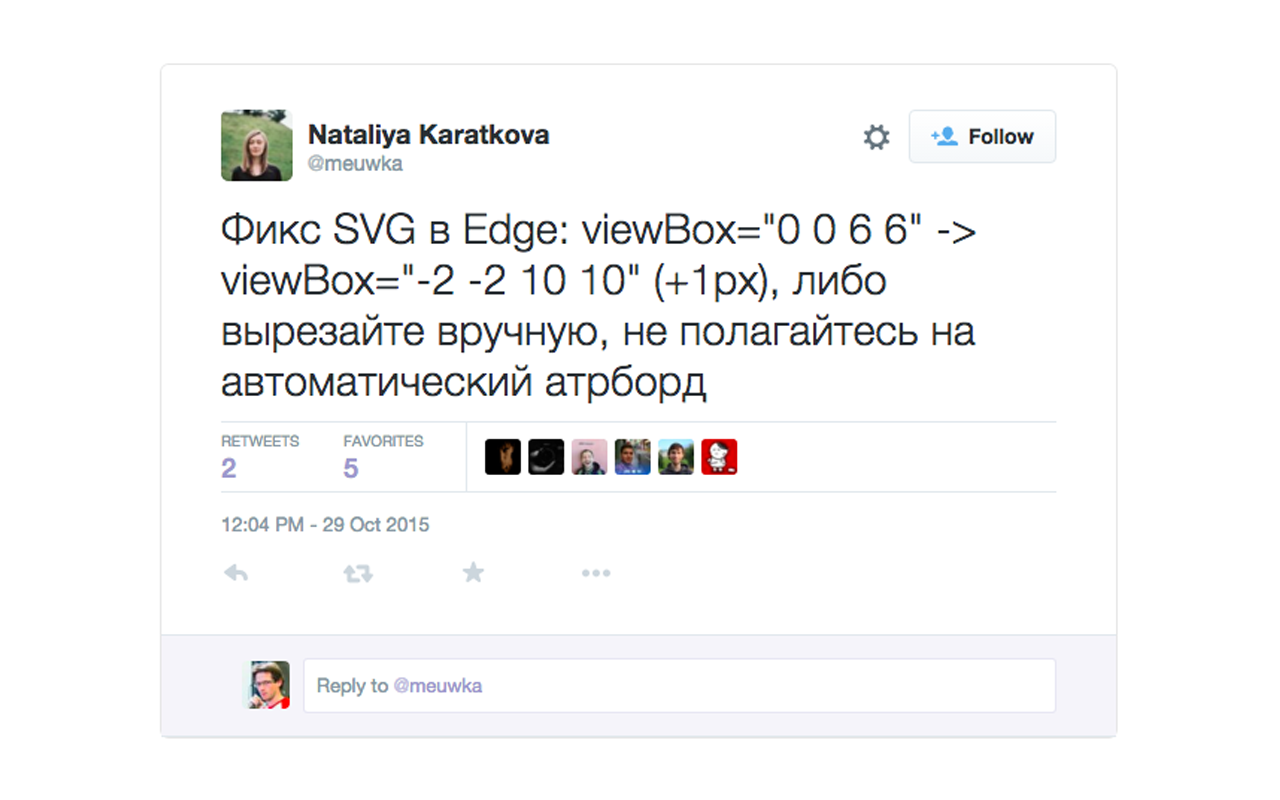 Nataliya Karatkova
@meuwka
Follow
Фикс SVG в Edge: viewBox="0 0 6 6" ->
viewBox="-2 -2 10 10" (+1px), либо
вырезайте вручную, не полагайтесь на
автоматический атрборд
RETWEETS
2
FAVORITES
5
12:04 PM - 29 Oct 2015
Reply to @meuwka